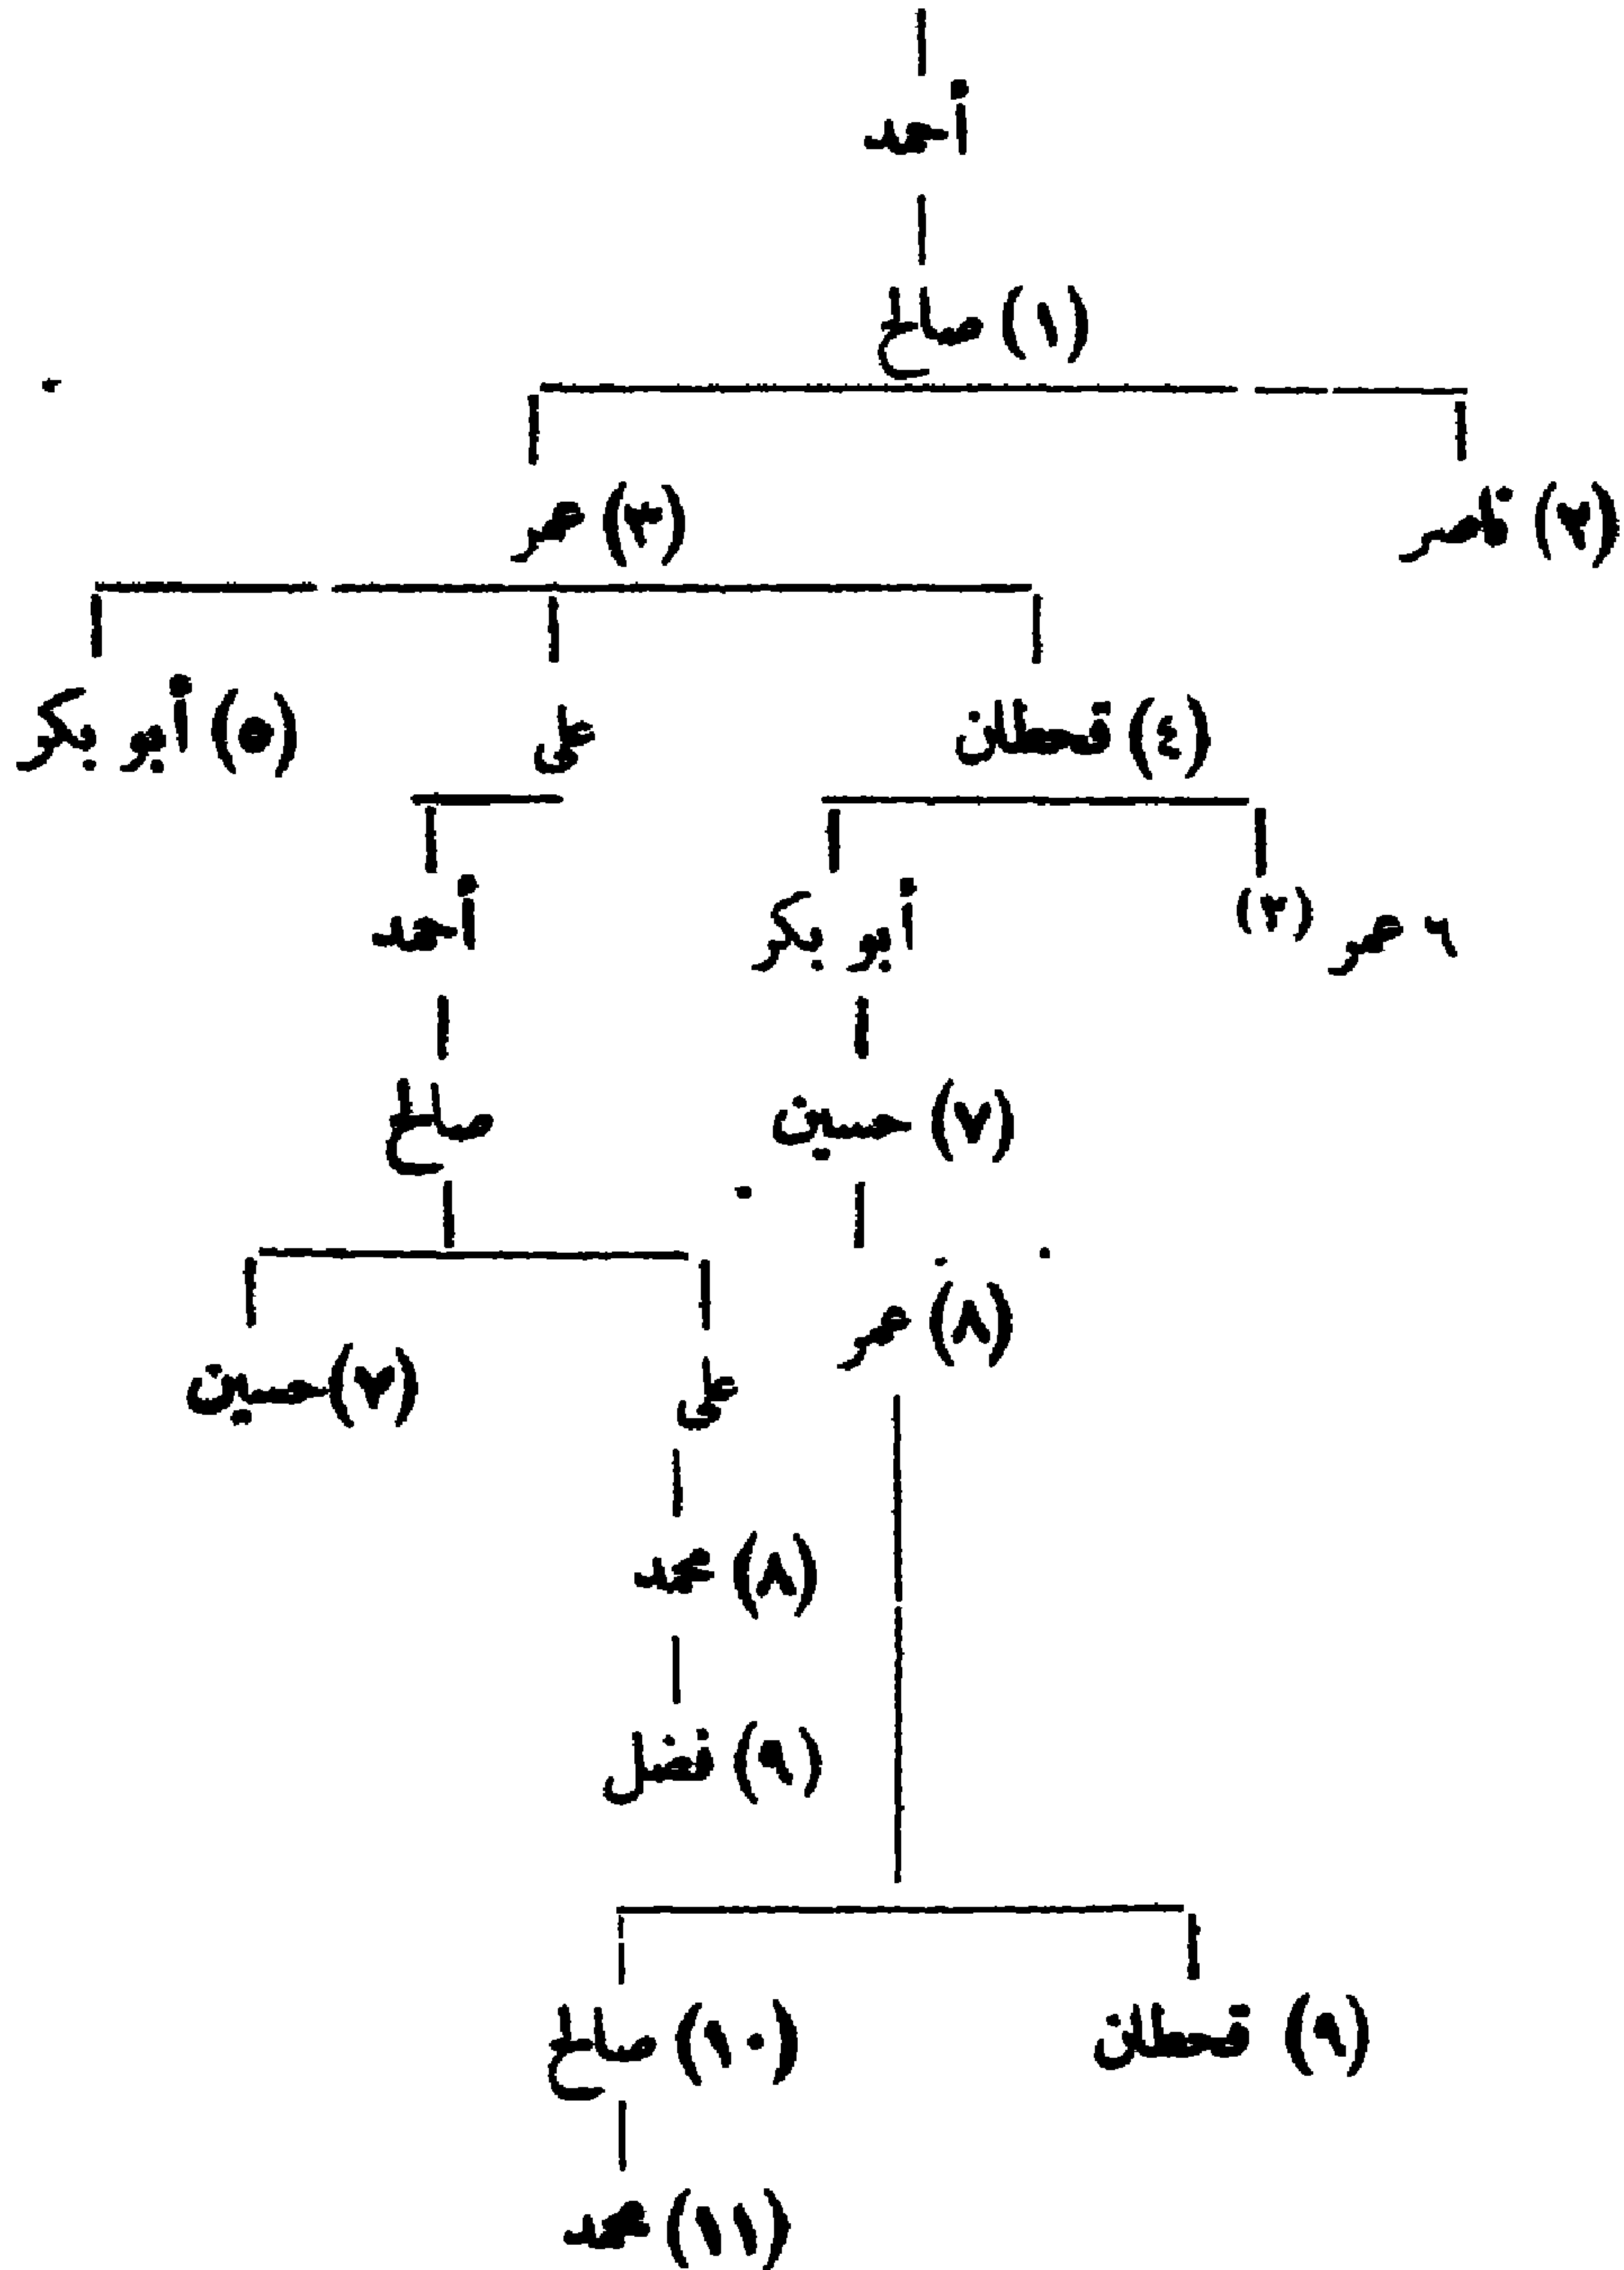 أحمد
(١) صالح
(٢) ظفر (٣) عمر
(٤) قحطان على (٥) أبو بكر
٦ عمر (٢) أبو بكر أحمد
(٧) حسين صالح
(٨) عمر
على (٧) حسين
(٨) محمد
(٩) فضل
(٩) قحطان (١٠) صالح
(١١) محمد